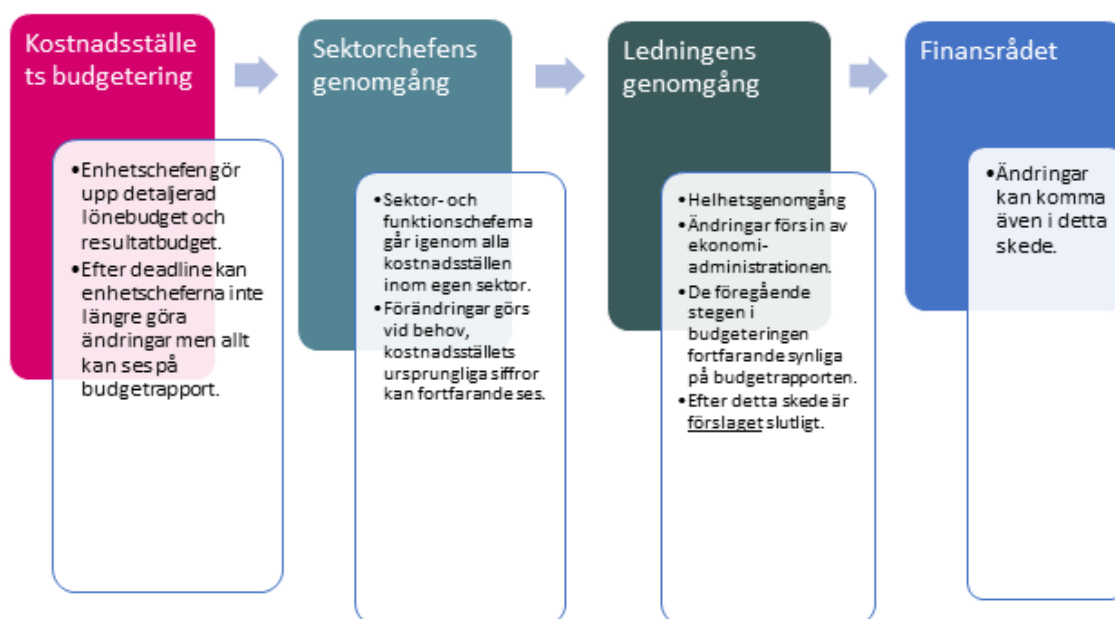 Kostnadsställe
ts budgetering
•Enhetschefen gör
upp detaljerad
lönebudget och
resultatbudget.
•Efter deadline kan
enhetscheferna inte
längre göra
ändringar men allt
kan ses på
budgetrapport.
Sektorchefens
genomgång
•Sektor- och
funktionscheferna
går igenom alla
kostnadsställen
inom egen sektor.
•Förändringar görs
vid behov,
kostnadsställets
ursprungliga siffror
kan fortfarande ses.
Ledningens
genomgång
•Helhetsgenomgång
•Ändringar förs in av
ekonomi-
administrationen.
•De föregående
stegen i
budgeteringen
fortfarande synliga
på budgetrapporten.
•Efter detta skede är
förslaget slutligt.
Finansrådet
•Ändringar
kan komma
även i detta
skede.